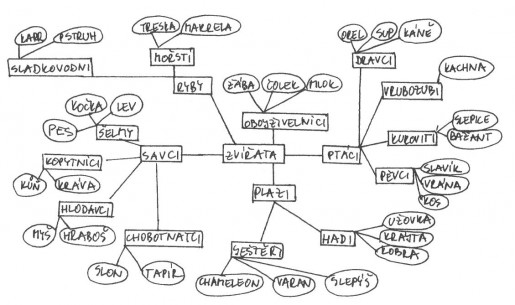 KAPR
PSTRUH
SLADKOVODNÍ
TRESKA
MAKRELA
MOŘSTÍ
RYBY
ŽÁBA
ČOLEK
MLOK
OBOJŽIVELNÍCI
OREL
SUP
KÁNĚ
DRAVCI
KACHNA
VRUBOZUBÍ
SLEPICE
BAŽANT
KUROVITÍ
SLAVÍK
VRÁNA
KOS
PĚVCI
PTÁCI
ZVÍŘATA
SAVCI
KOČKA
LEV
PES
ŠELMY
KOPYTNÍCI
KŮŇ
KRÁVA
HLODAVCI
MYŠ
HRABOŠ
CHOBOTNATCI
SLON
TAPÍR
PLAZI
JEŠTĚŘI
CHAMELEON
VARAN
SLEPÝŠ
HADI
UŽOVKA
KRAJTA
KOBRA